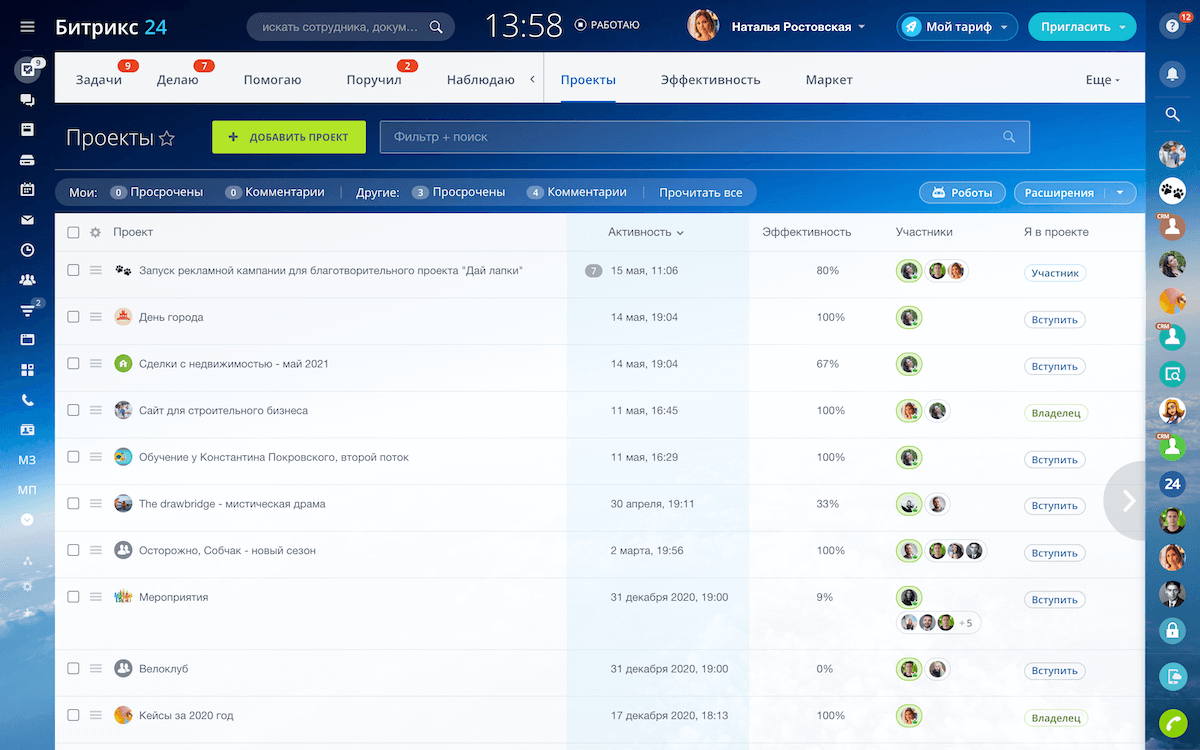 Битрикс 24
искать сотрудника, докум...
13:58
РАБОТАЮ
Наталья Ростовская
Мой тариф
Пригласить
12
9
Задачи 9
Делаю 7
Помогаю
Поручил 2
Наблюдаю
Проекты
Эффективность
Маркет
Еще
Проекты
+ ДОБАВИТЬ ПРОЕКТ
Фильтр + поиск
Мои: 0 Просрочены 0 Комментарии
Другие: 3 Просрочены 4 Комментарии
Прочитать все
Роботы
Расширения
Проект Активность Эффективность Участники Я в проекте
Запуск рекламной кампании для благотворительного проекта "Дай лапки" 7 15 мая, 11:06 80% Участник
День города 14 мая, 19:04 100% Вступить
Сделки с недвижимостью - май 2021 14 мая, 19:04 67% Вступить
Сайт для строительного бизнеса 11 мая, 16:45 100% Владелец
Обучение у Константина Покровского, второй поток 11 мая, 16:29 100% Вступить
The drawbridge - мистическая драма 30 апреля, 19:11 33% Вступить
Осторожно, Собчак - новый сезон 2 марта, 19:56 100% Вступить
Мероприятия 31 декабря 2020, 19:00 9% Вступить
+ 5
Велоклуб 31 декабря 2020, 19:00 0% Вступить
Кейсы за 2020 год 17 декабря 2020, 18:13 100% Владелец
2
МЗ
МП
CRM
CRM
CRM
24